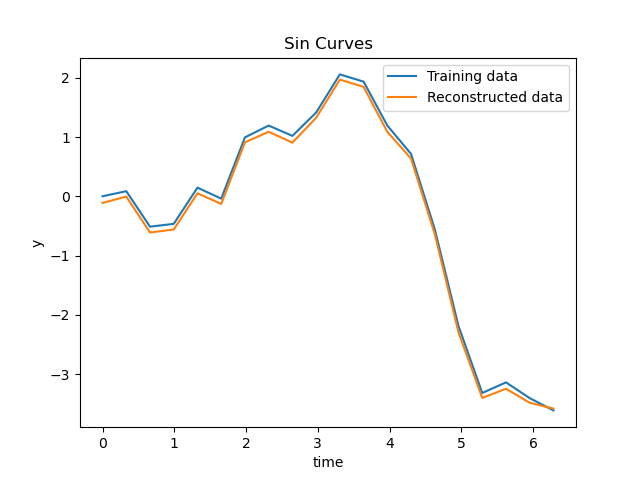 Sin Curves
Training data
Reconstructed data
2
1
0
−1
−2
−3
y
0 1 2 3 4 5 6
time